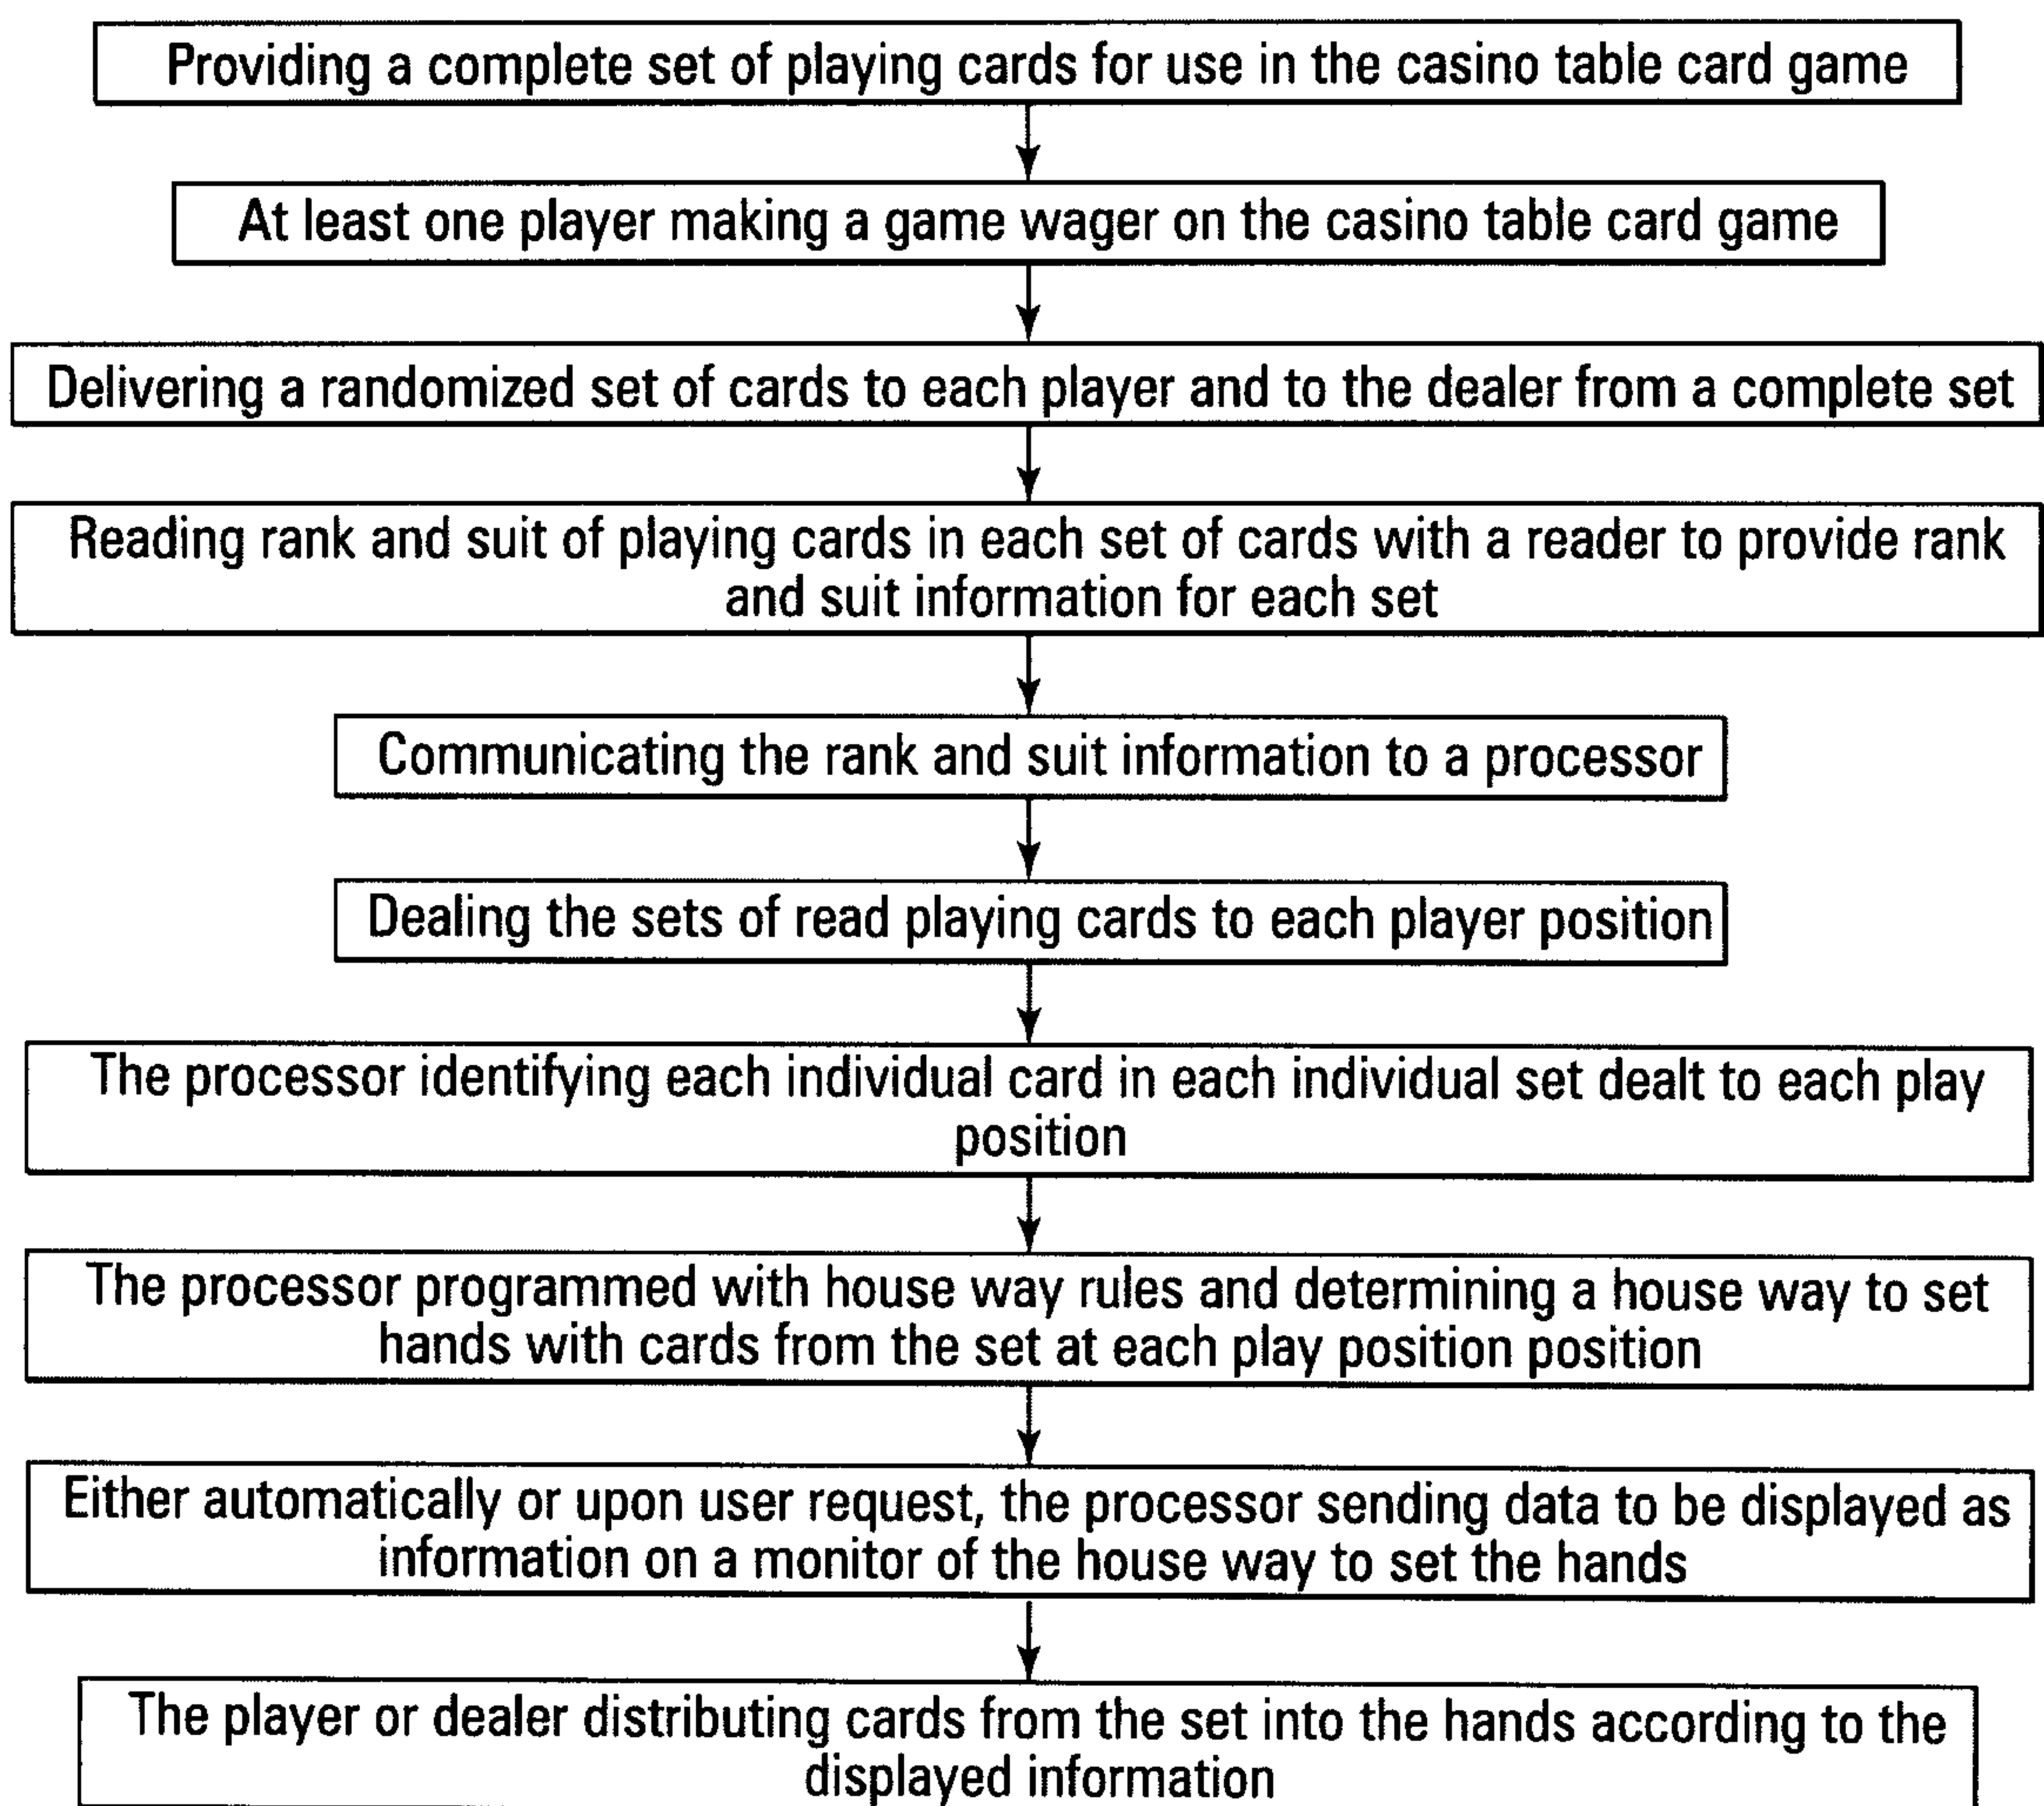 Providing a complete set of playing cards for use in the casino table card game
At least one player making a game wager on the casino table card game
Delivering a randomized set of cards to each player and to the dealer from a complete set
Reading rank and suit of playing cards in each set of cards with a reader to provide rank
and suit information for each set
Communicating the rank and suit information to a processor
Dealing the sets of read playing cards to each player position
The processor identifying each individual card in each individual set dealt to each play
position
The processor programmed with house way rules and determining a house way to set
hands with cards from the set at each play position position
Either automatically or upon user request, the processor sending data to be displayed as
information on a monitor of the house way to set the hands
The player or dealer distributing cards from the set into the hands according to the
displayed information